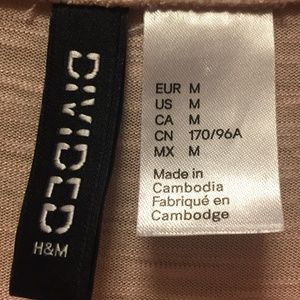 DIVIDED
H&M
EUR M
US M
CA M
CN 170/96A
MX M
Made in
Cambodia
Fabriqué en
Cambodge